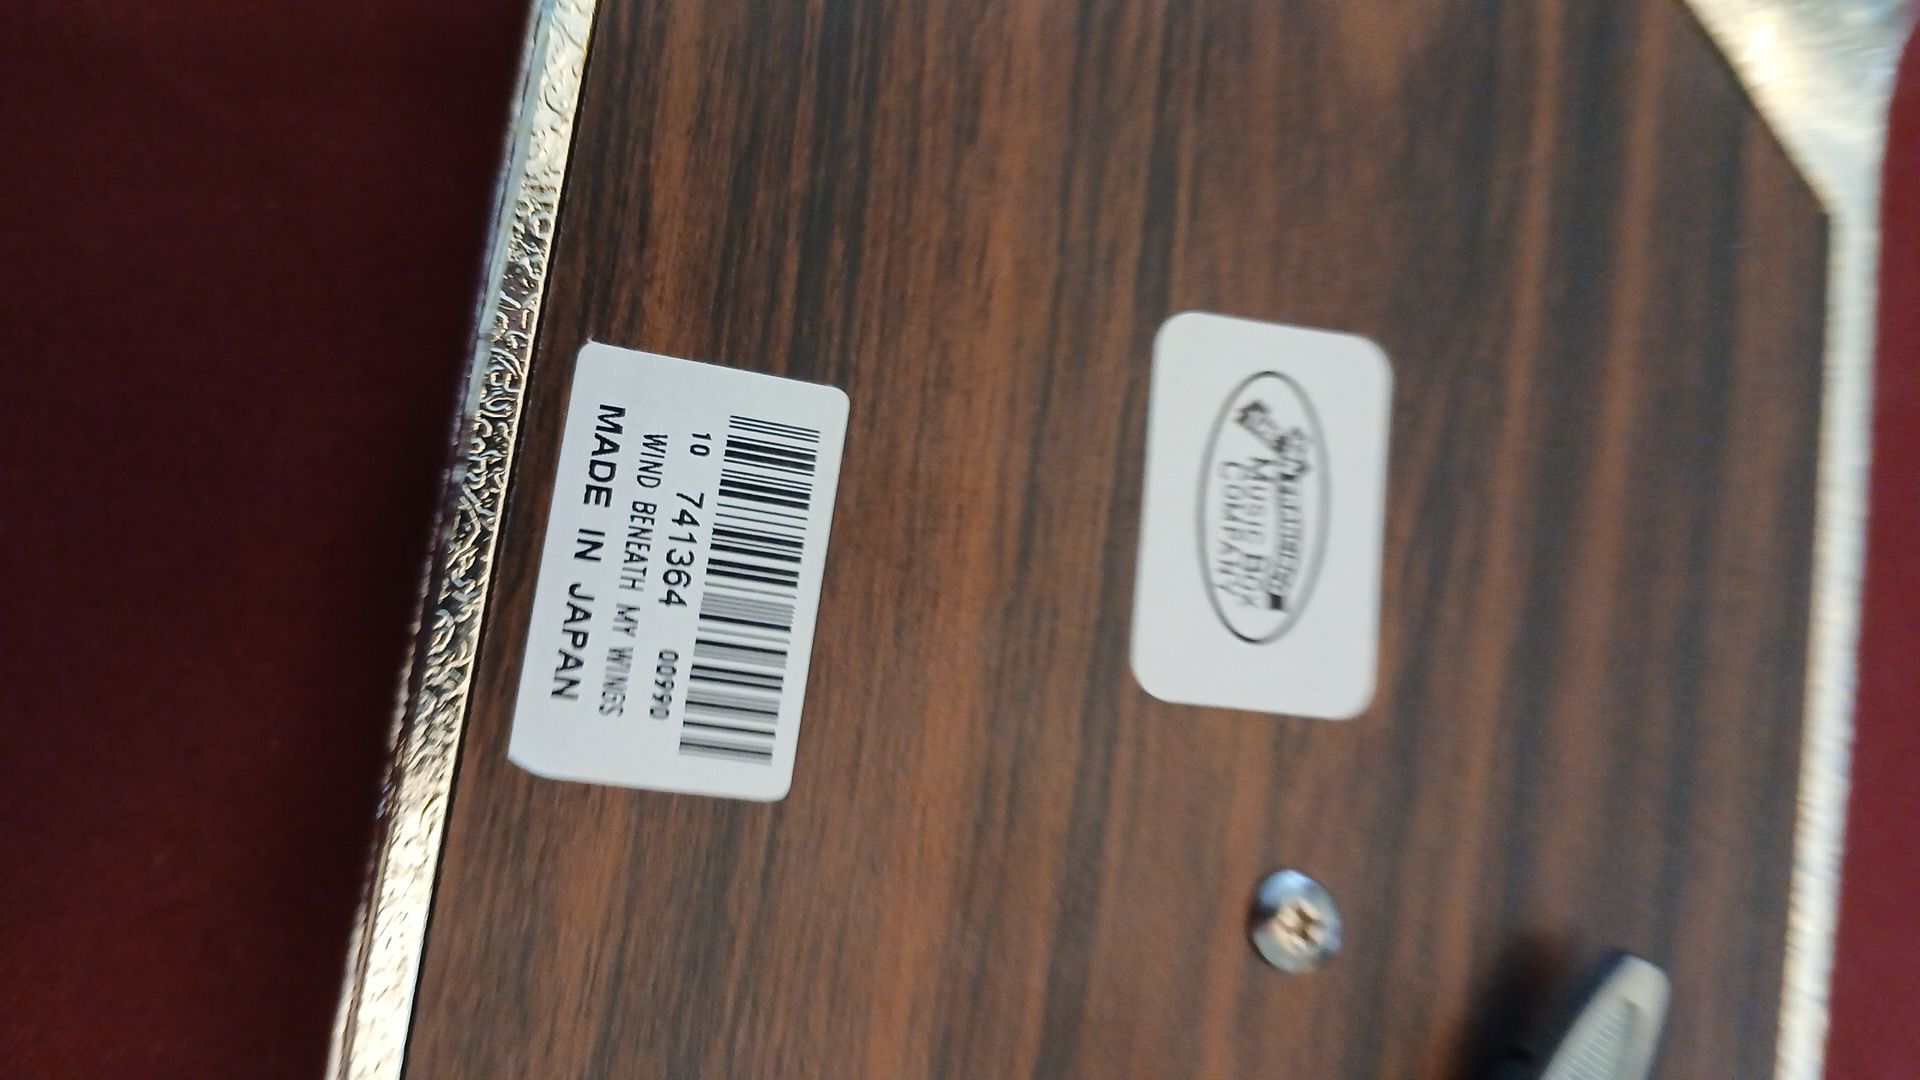 10 741364 00990
WIND BENEATH MY WINGS
MADE IN JAPAN
MUSIC BOX
COMPANY